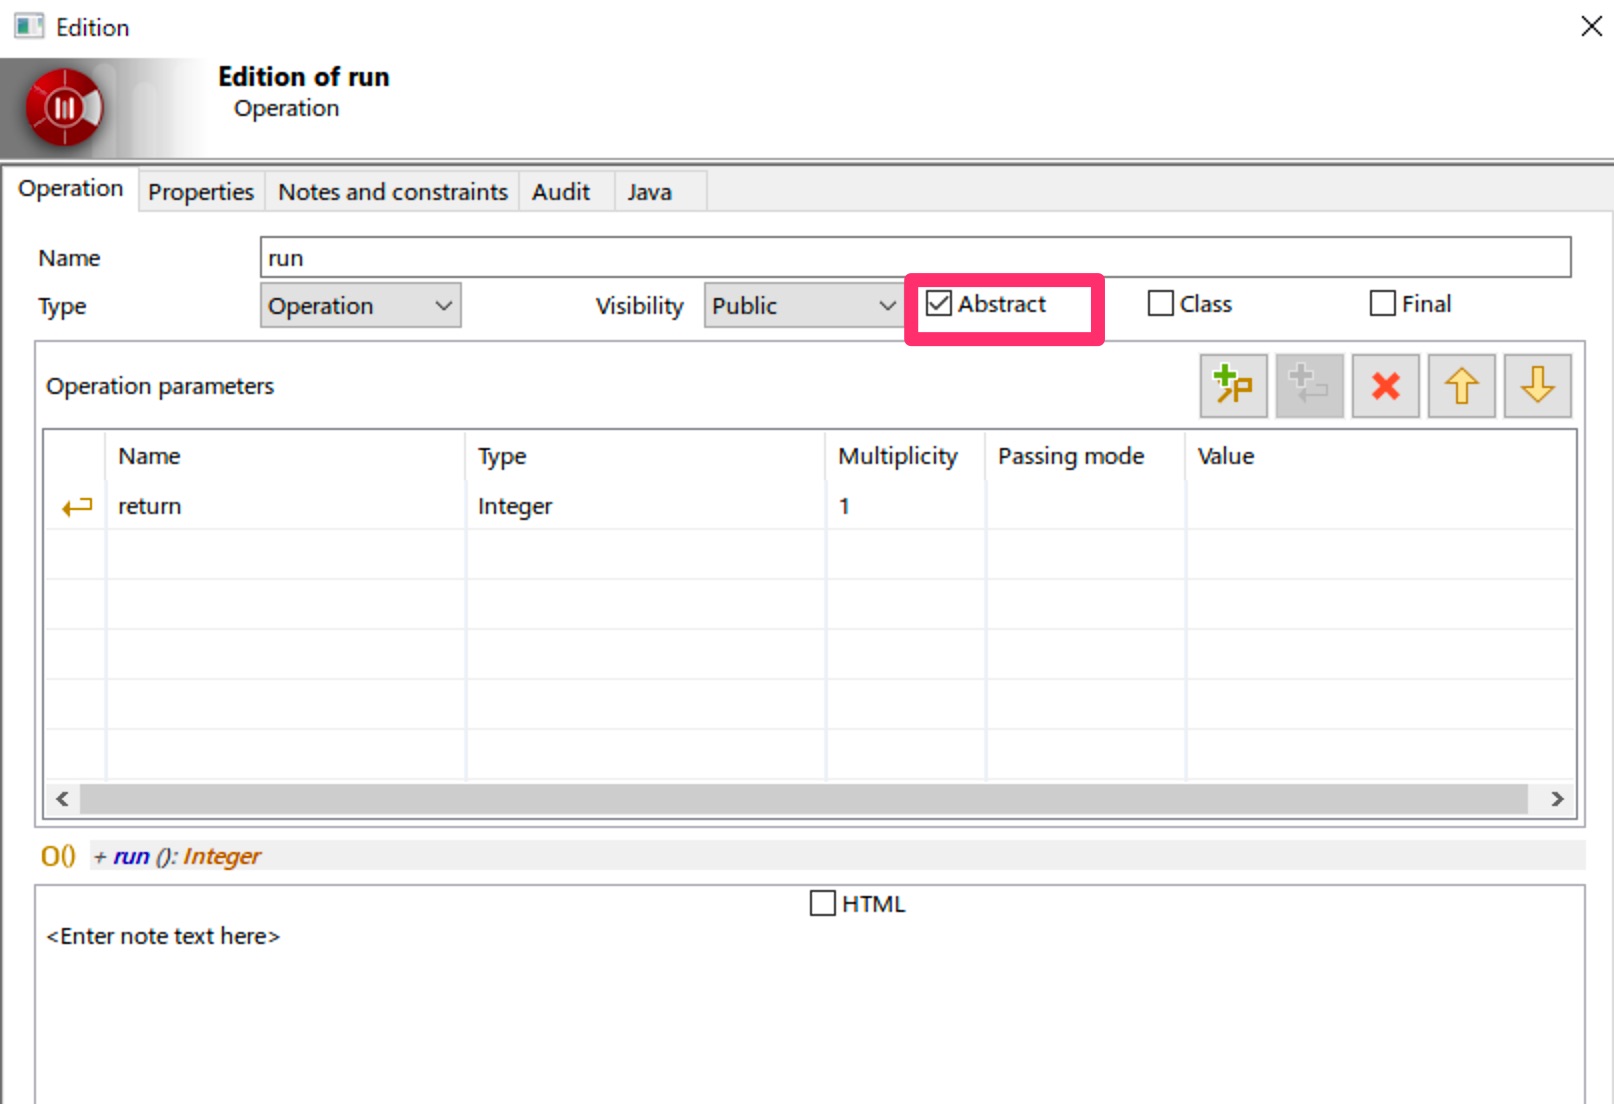 Edition
Edition of run
Operation
Operation Properties Notes and constraints Audit Java
Name run
Type Operation Visibility Public Abstract Class Final
Operation parameters
Name Type Multiplicity Passing mode Value
return Integer 1
O() + run (): Integer
HTML
<Enter note text here>